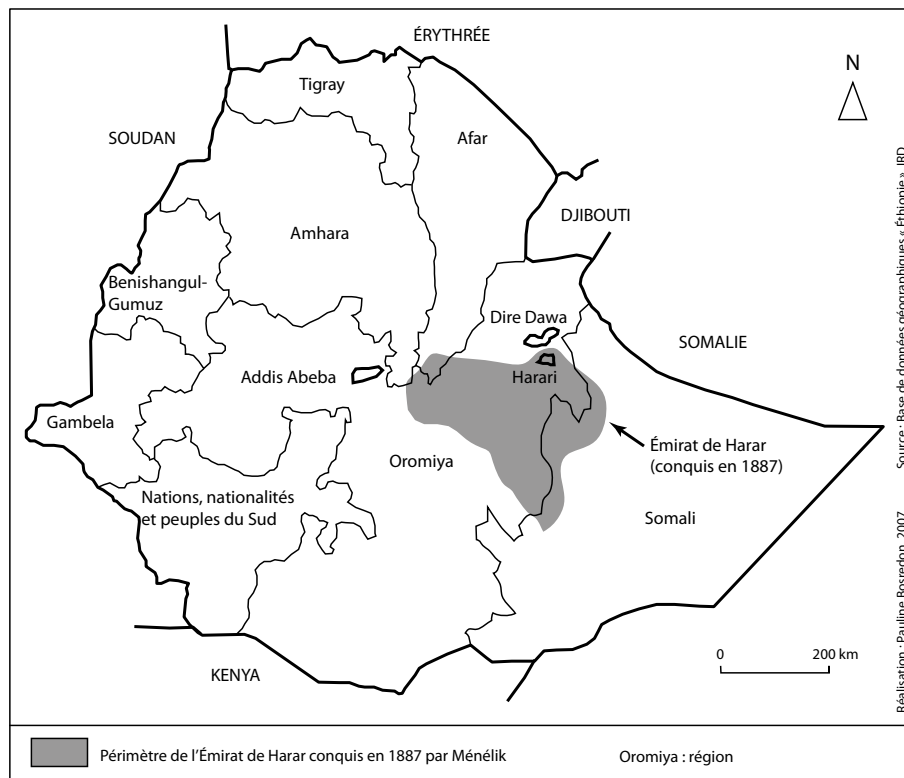 ÉRYTHRÉE
Tigray
N
SOUDAN
Afar
DJIBOUTI
Amhara
Benishangul-
Gumuz
Dire Dawa
SOMALIE
Addis Abeba
Harari
Gambela
Émirat de Harar
(conquis en 1887)
Oromiya
Nations, nationalités
et peuples du Sud
Somali
0 200 km
KENYA
Réalisation : Pauline Bosredon, 2007 Source : Base de données géographiques « Éthiopie », IRD
Périmètre de l'Émirat de Harar conquis en 1887 par Ménélik
Oromiya : région